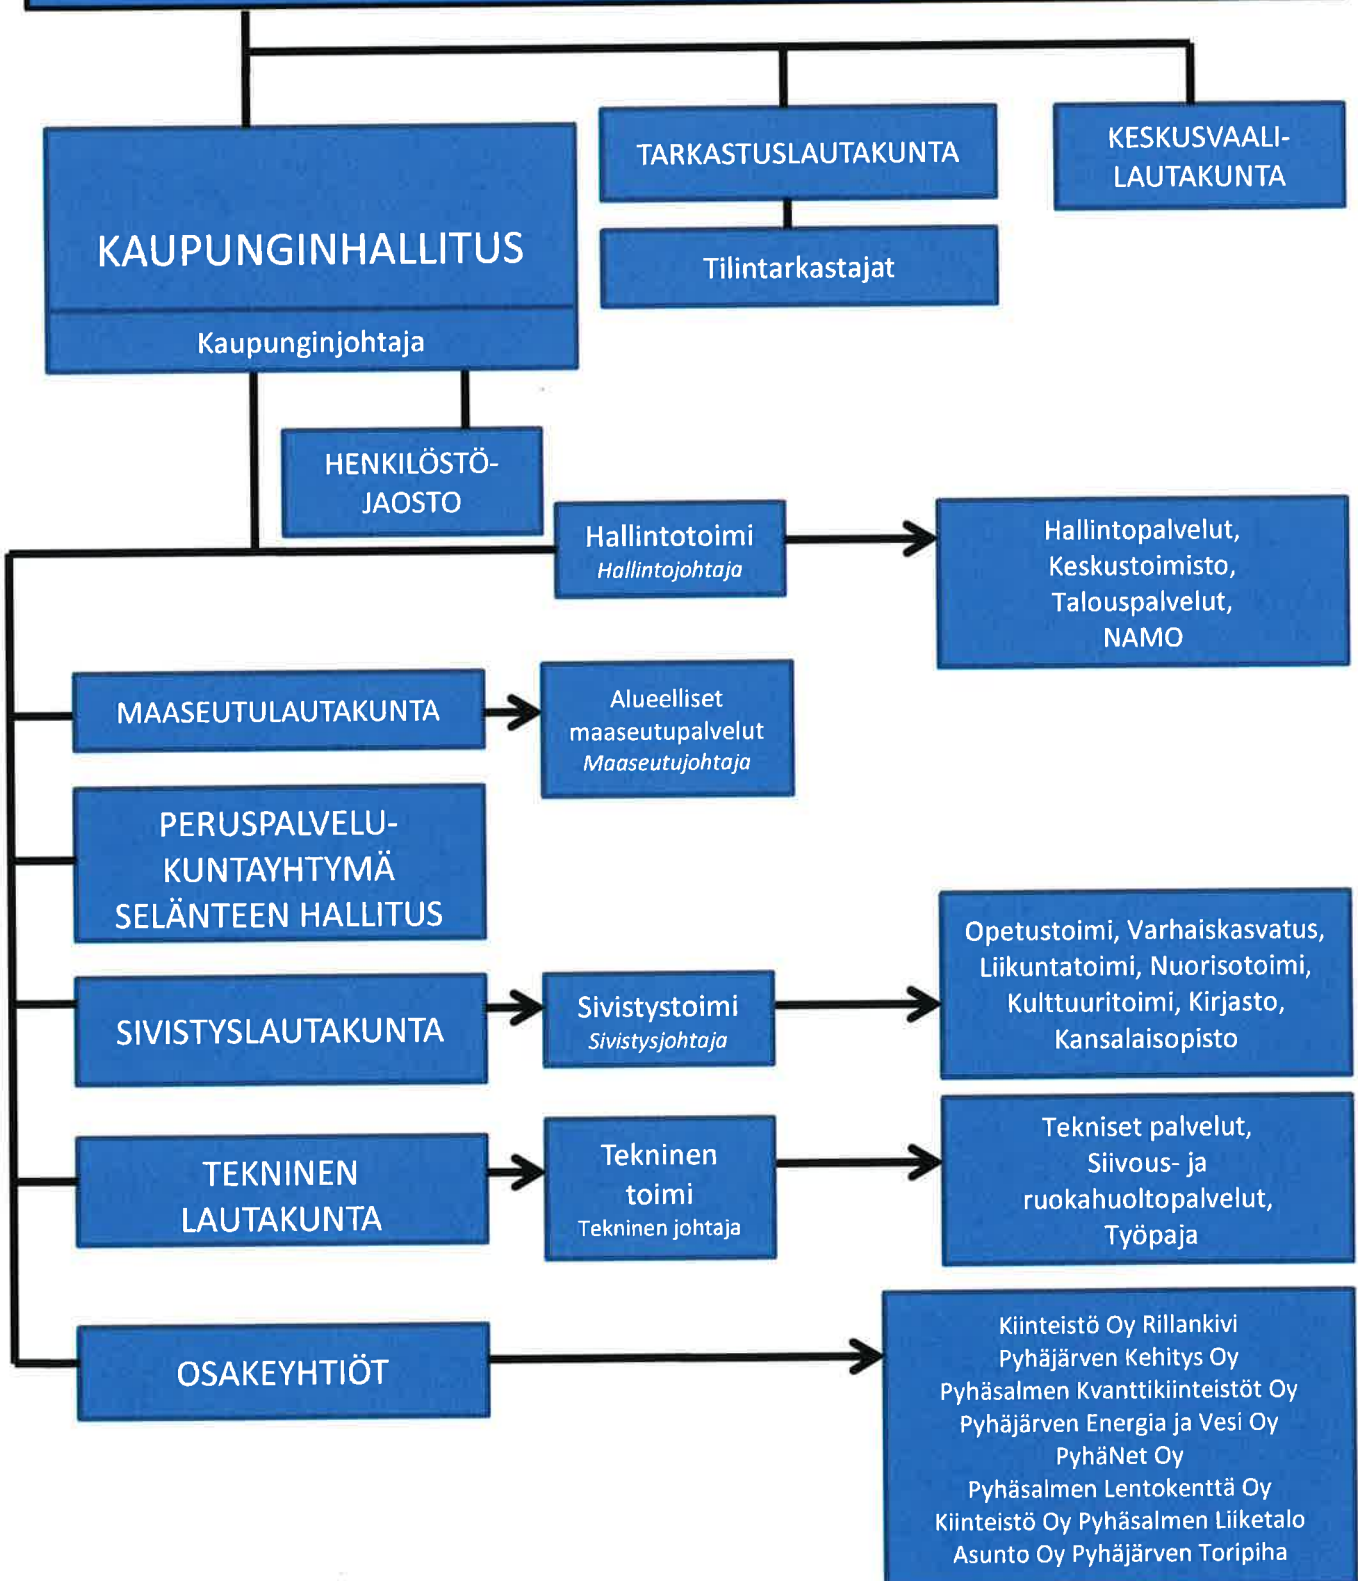 KAUPUNGINHALLITUS
Kaupunginjohtaja
TARKASTUSLAUTAKUNTA
Tilintarkastajat
KESKUSVAALI-
LAUTAKUNTA
HENKILÖSTÖ-
JAOSTO
Hallintotoimi
Hallintojohtaja
Hallintopalvelut,
Keskustoimisto,
Talouspalvelut,
NAMO
MAASEUTULAUTAKUNTA
Alueelliset
maaseutupalvelut
Maaseutujohtaja
PERUSPALVELU-
KUNTAYHTYMÄ
SELÄNTEEN HALLITUS
SIVISTYSLAUTAKUNTA
Sivistystoimi
Sivistysjohtaja
Opetustoimi, Varhaiskasvatus,
Liikuntatoimi, Nuorisotoimi,
Kulttuuritoimi, Kirjasto,
Kansalaisopisto
TEKNINEN
LAUTAKUNTA
Tekninen
toimi
Tekninen johtaja
Tekniset palvelut,
Siivous- ja
ruokahuoltopalvelut,
Työpaja
OSAKEYHTIÖT
Kiinteistö Oy Rillankivi
Pyhäjärven Kehitys Oy
Pyhäsalmen Kvanttikiinteistöt Oy
Pyhäjärven Energia ja Vesi Oy
PyhäNet Oy
Pyhäsalmen Lentokenttä Oy
Kiinteistö Oy Pyhäsalmen Liiketalo
Asunto Oy Pyhäjärven Toripiha